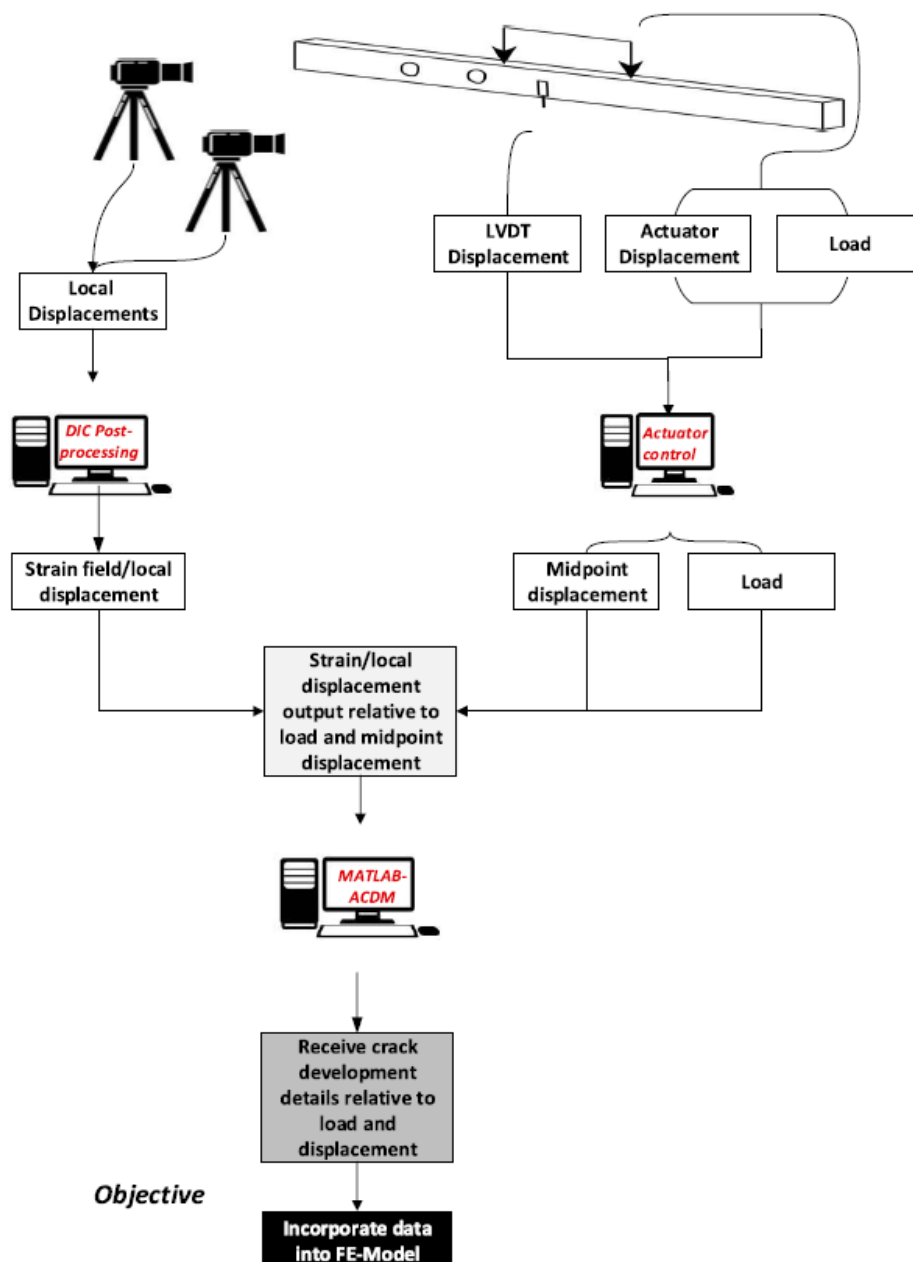 LVDT
Displacement
Actuator
Displacement
Load
Local
Displacements
DIC Post-
processing
Actuator
control
Strain field/local
displacement
Midpoint
displacement
Load
Strain/local
displacement
output relative to
load and midpoint
displacement
MATLAB-
ACDM
Receive crack
development
details relative to
load and
displacement
Objective
Incorporate data
into FE-Model